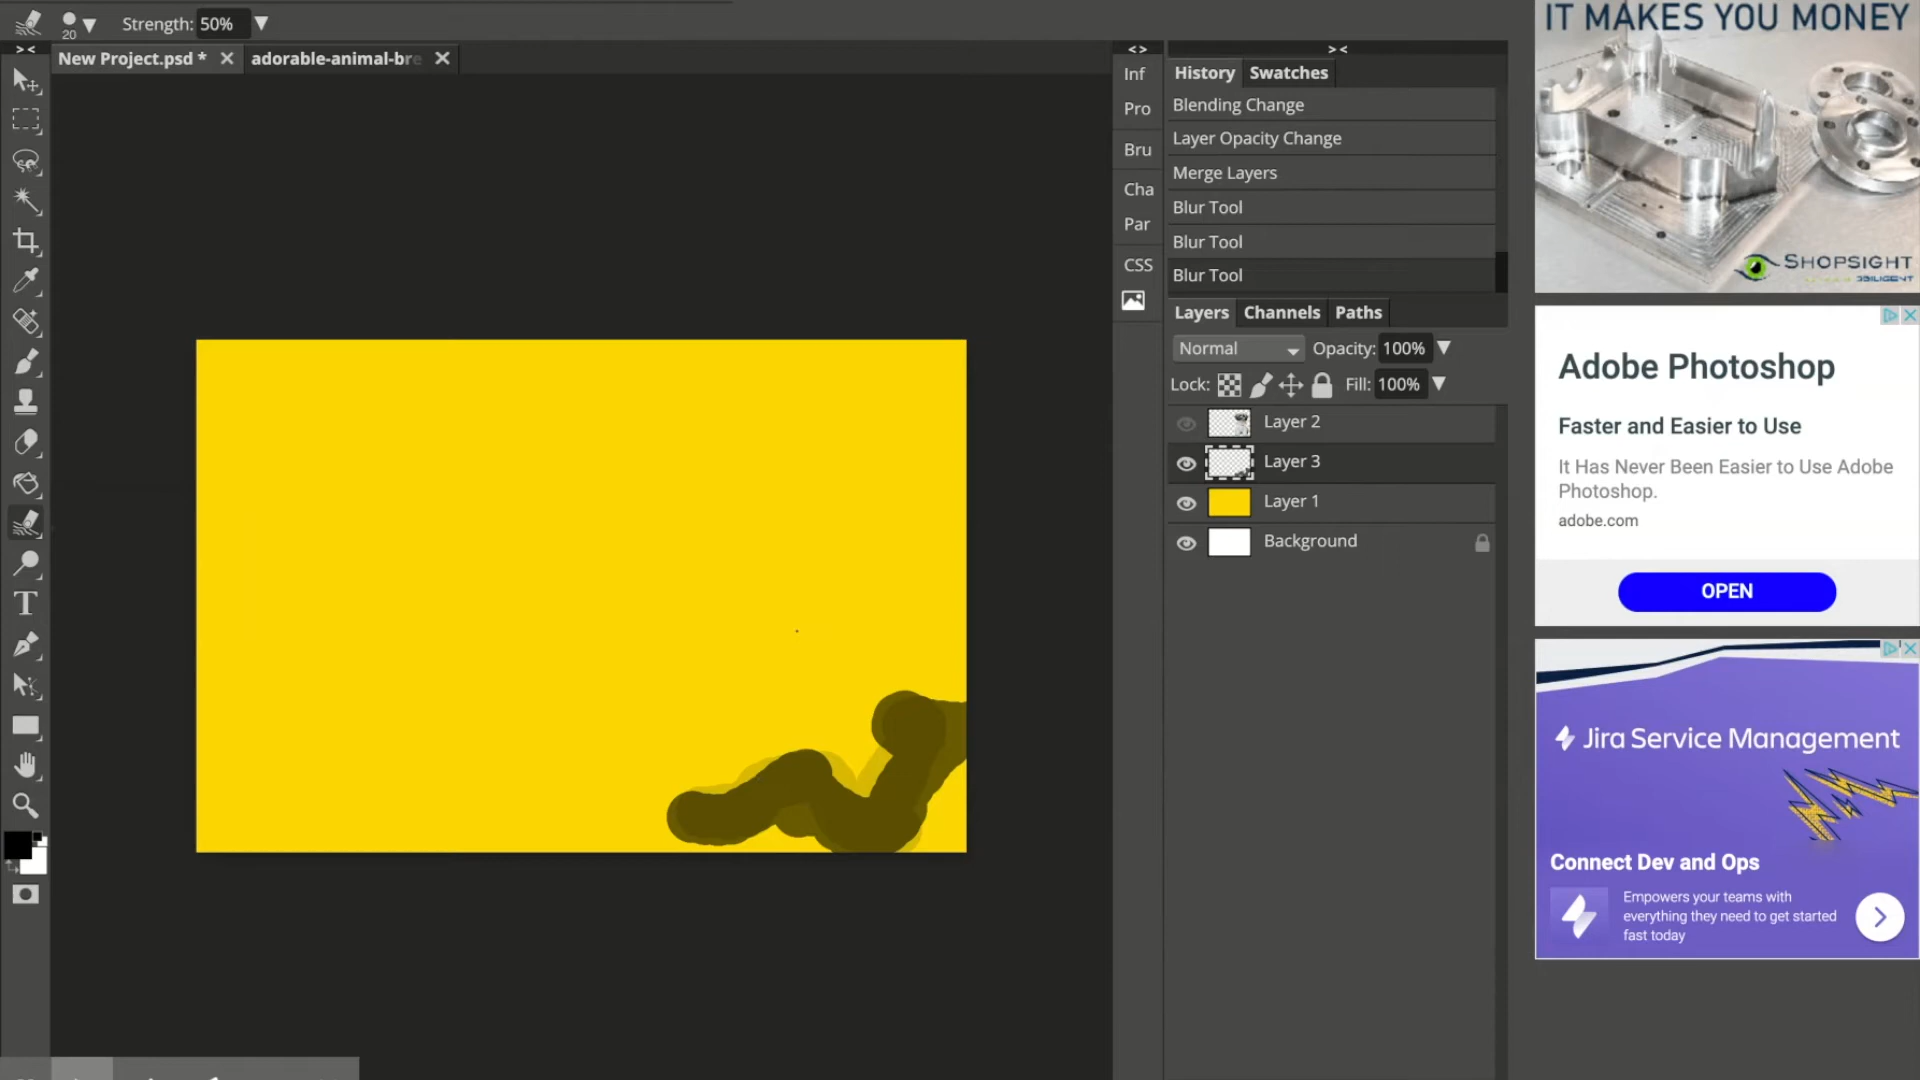 IT MAKES YOU MONEY
20
Strength: 50%
New Project.psd *
adorable-animal-bre
Inf
Pro
Bru
Cha
Par
CSS
History Swatches
Blending Change
Layer Opacity Change
Merge Layers
Blur Tool
Blur Tool
Blur Tool
Layers Channels Paths
Normal Opacity: 100%
Lock: Fill: 100%
Layer 2
Layer 3
Layer 1
Background
SHOPSIGHT
Adobe Photoshop
Faster and Easier to Use
It Has Never Been Easier to Use Adobe
Photoshop.
adobe.com
OPEN
Jira Service Management
Connect Dev and Ops
Empowers your teams with
everything they need to get started
fast today